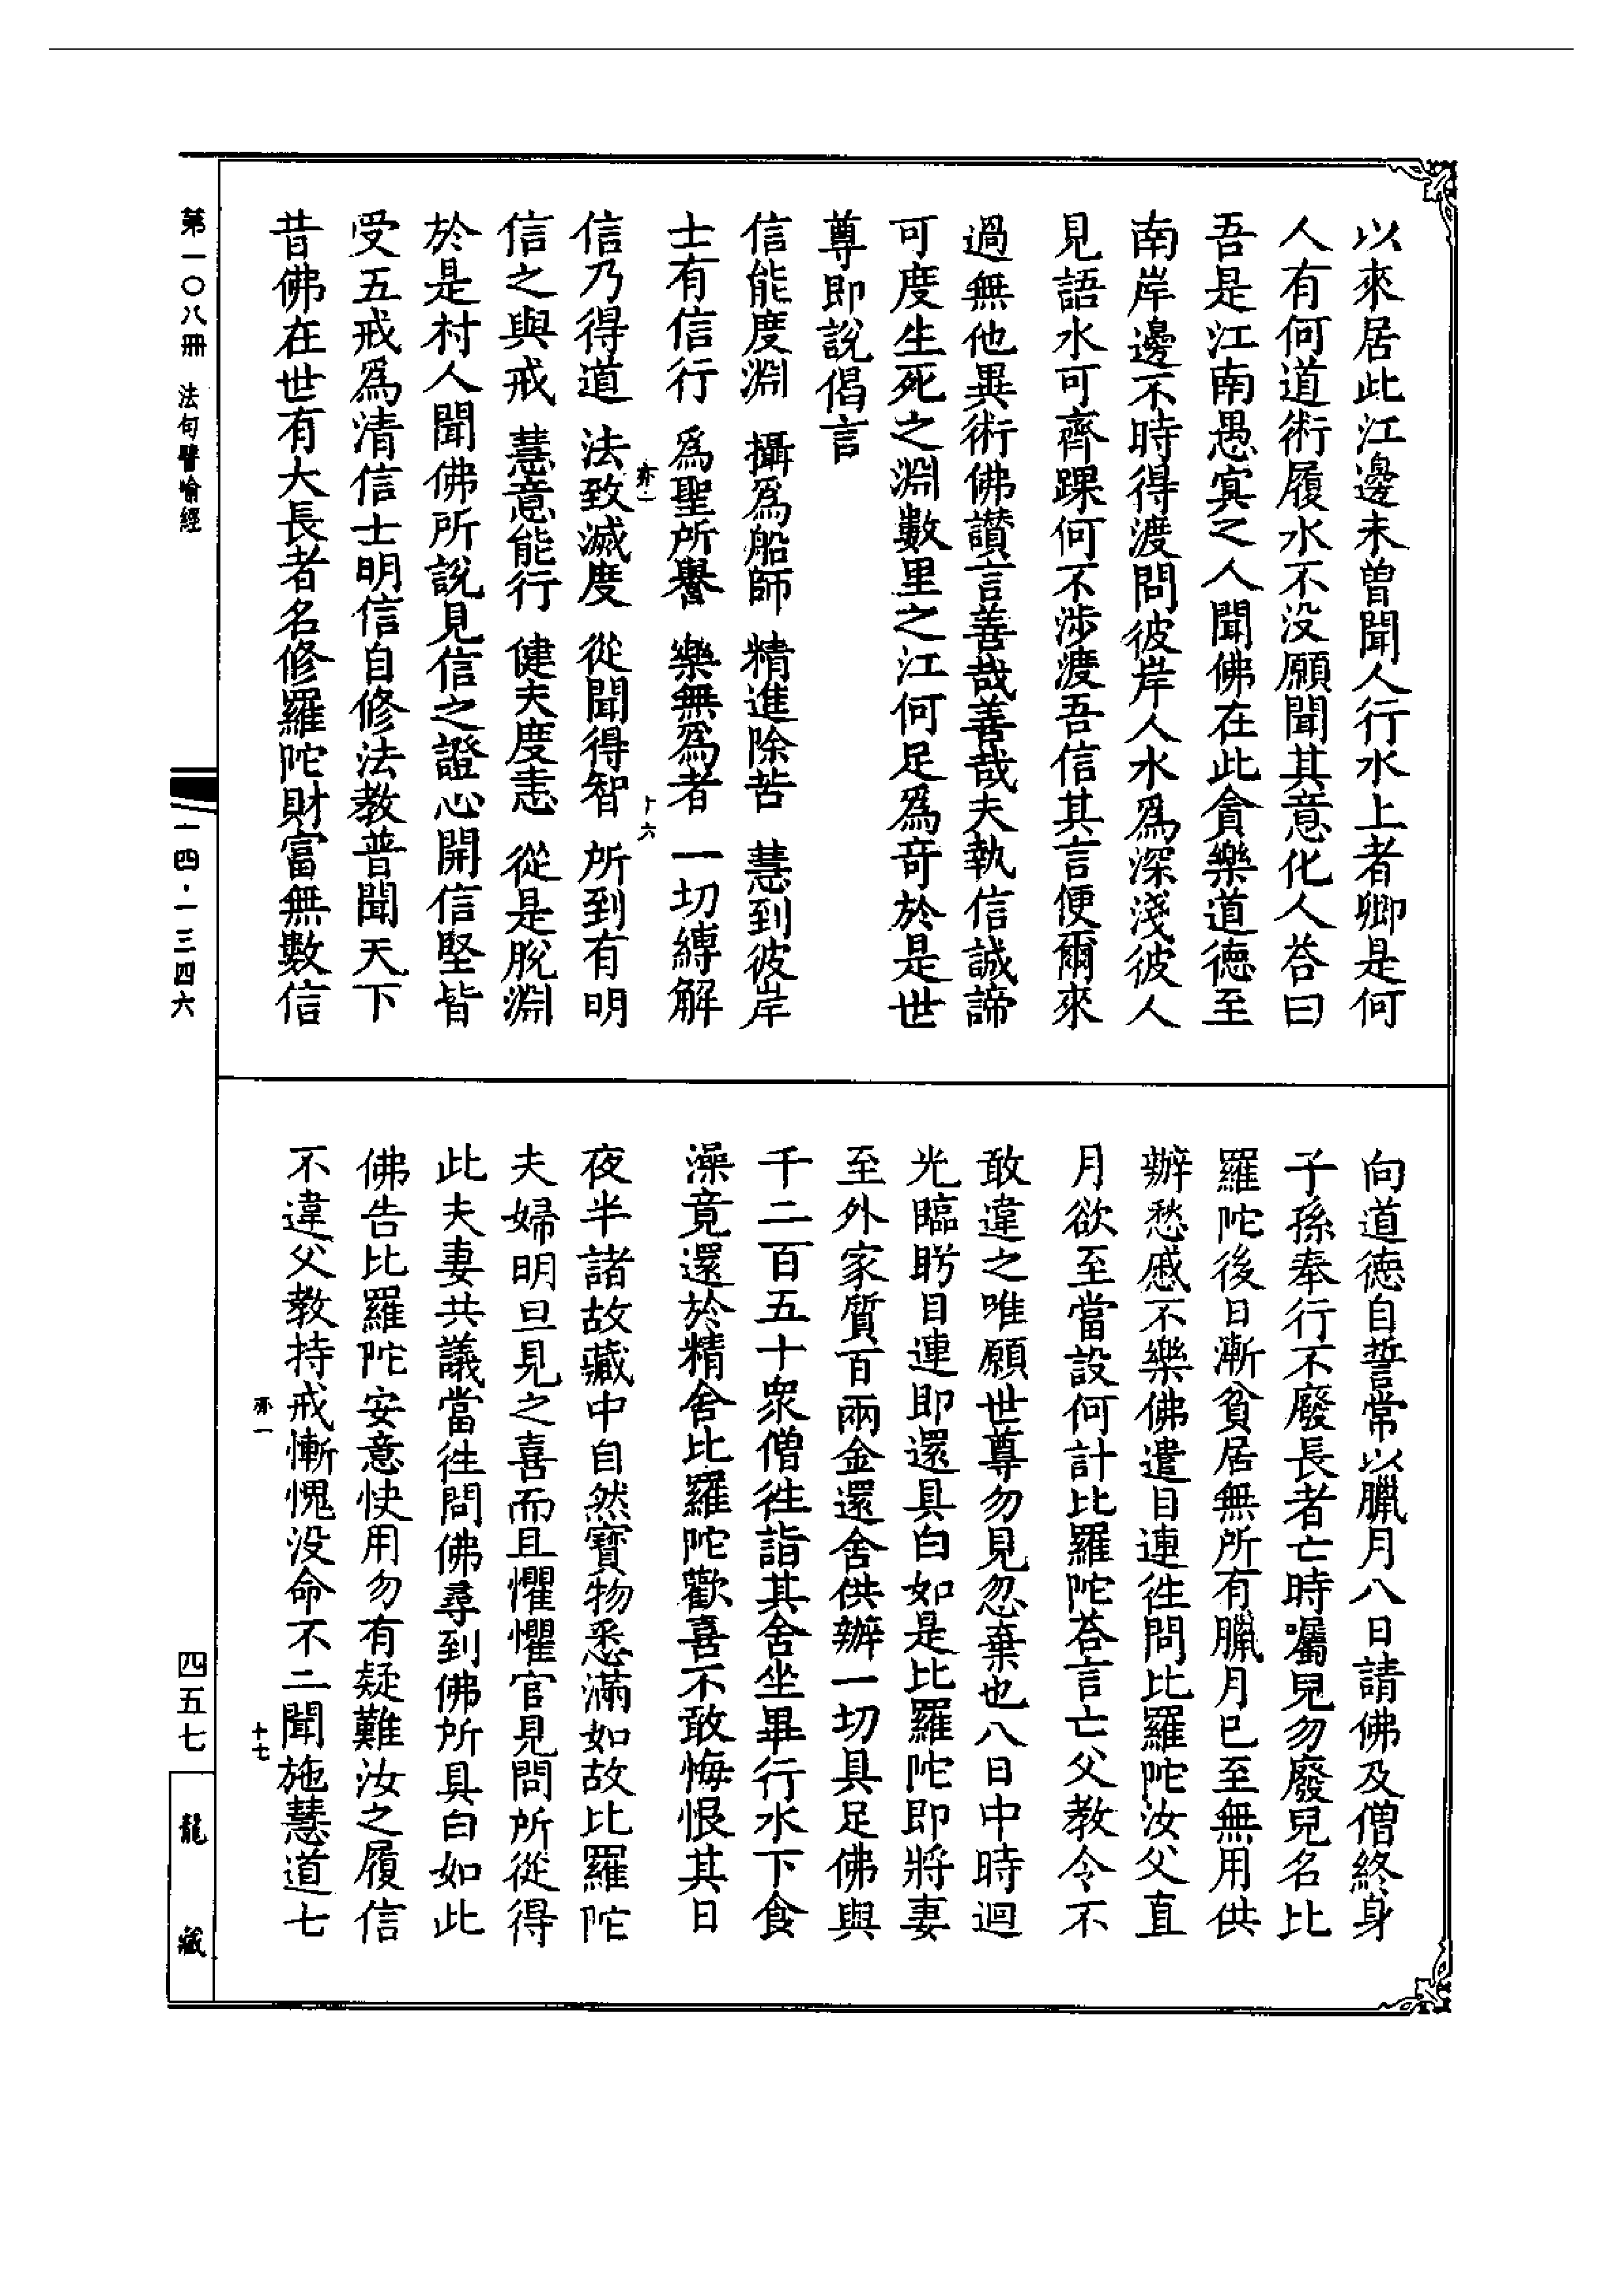 以來居此江邊未曾聞人行水上者卿是何
人有何道術履水不没願聞其意化人荅曰
吾是江南愚㝠之人聞佛在此貪樂道德至
南岸邊不時得渡問彼岸人水爲深淺彼人
見語水可齊踝何不涉渡吾信其言便爾來
過無他異術佛讃言善哉善哉夫執信誠諦
可度生死之淵數里之江何足爲竒於是世
尊即説偈言
信能度淵　攝爲船師　精進除苦　慧到彼岸
士有信行　爲聖所譽　樂無爲者　一切縛解
亦一　十六
信乃得道　法致滅度　從聞得智　所到有明
信之與戒　慧意能行　健夫度恚　從是脫淵
於是村人聞佛所說見信之證心開信堅皆
受五戒爲清信士明信自修法教普聞天下
昔佛在世有大長者名修羅陀財富無數信
向道德自誓常以臘月八日請佛及僧終身
子孫奉行不廢長者亡時囑兒勿廢兒名比
羅陀後日漸貧居無所有臘月已至無用供
辦愁慼不樂佛遣目連徃問比羅陀汝父直
月欲至當設何計比羅陀荅言亡父教令不
敢違之唯願世尊勿見忽棄也八日中時迴
光臨眄目連即還具白如是比羅陀即將妻
至外家質百兩金還舍供辦一切具足佛與
千二百五十衆僧徃詣其舍坐畢行水下食
澡竟還於精舍比羅陀歡喜不敢悔恨其日
夜半諸故藏中自然寶物悉滿如故比羅陀
夫婦明旦見之喜而且懼懼官見問所從得
此夫妻共議當徃問佛尋到佛所具白如此
佛告比羅陀安意快用勿有疑難汝之履信
不違父教持戒慚愧没命不二聞施慧道七
亦一　十七
第一〇八冊　法句譬喻經
一四·一三四六
四五七
龍藏